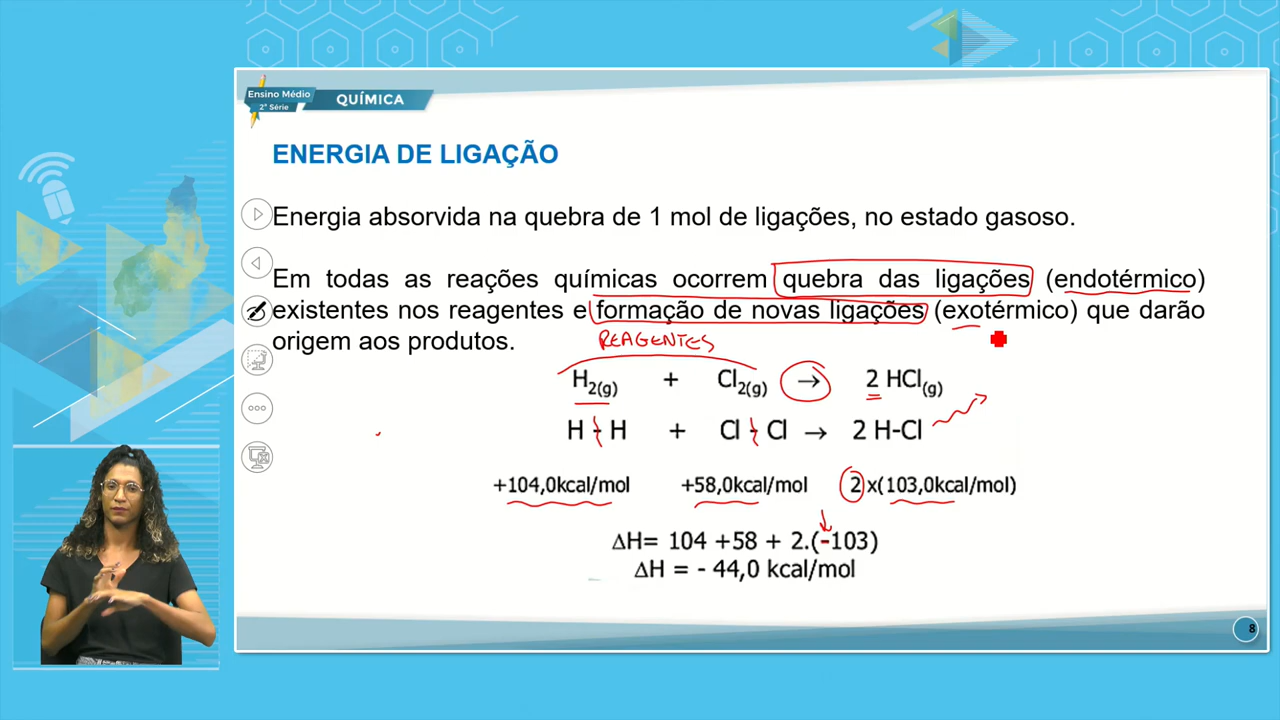 Ensino Médio
2ª Série
QUÍMICA
ENERGIA DE LIGAÇÃO
Energia absorvida na quebra de 1 mol de ligações, no estado gasoso.
Em todas as reações químicas ocorrem quebra das ligações (endotérmico)
existentes nos reagentes e formação de novas ligações (exotérmico) que darão
origem aos produtos.
REAGENTES
H2(g) + Cl2(g) → 2 HCl(g)
H - H + Cl - Cl → 2 H-Cl
+104,0kcal/mol +58,0kcal/mol 2x(103,0kcal/mol)
ΔH= 104 +58 + 2.(-103)
ΔH = - 44,0 kcal/mol
8